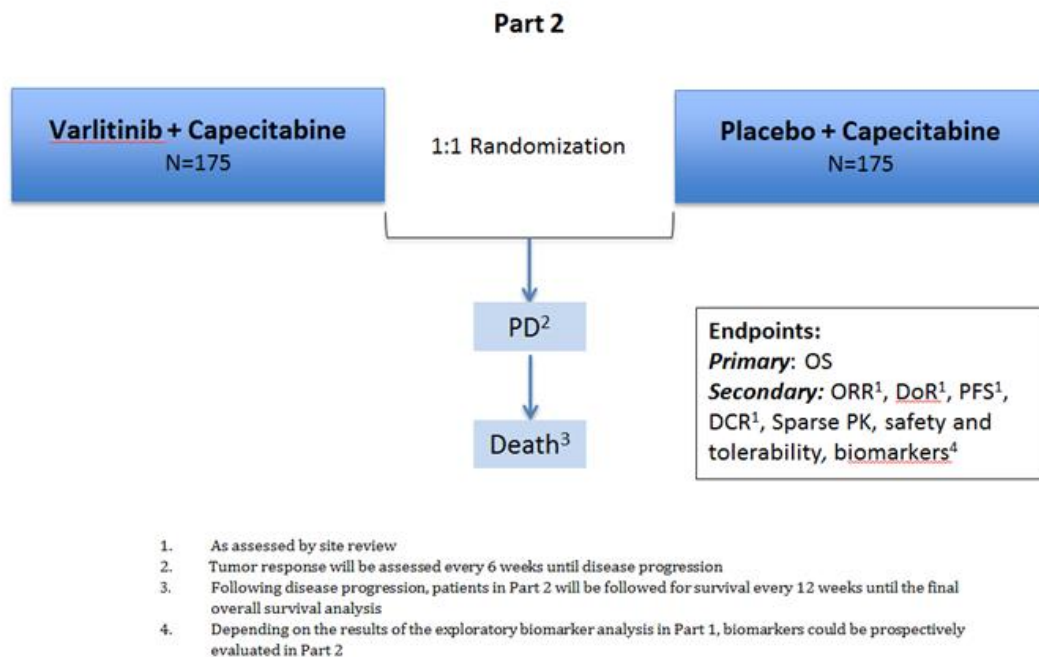 Part 2
Varlitinib + Capecitabine
N=175
1:1 Randomization
Placebo + Capecitabine
N=175
PD²
Death³
Endpoints:
Primary: OS
Secondary: ORR¹, DoR¹, PFS¹,
DCR¹, Sparse PK, safety and
tolerability, biomarkers⁴
1. As assessed by site review
2. Tumor response will be assessed every 6 weeks until disease progression
3. Following disease progression, patients in Part 2 will be followed for survival every 12 weeks until the final
overall survival analysis
4. Depending on the results of the exploratory biomarker analysis in Part 1, biomarkers could be prospectively
evaluated in Part 2